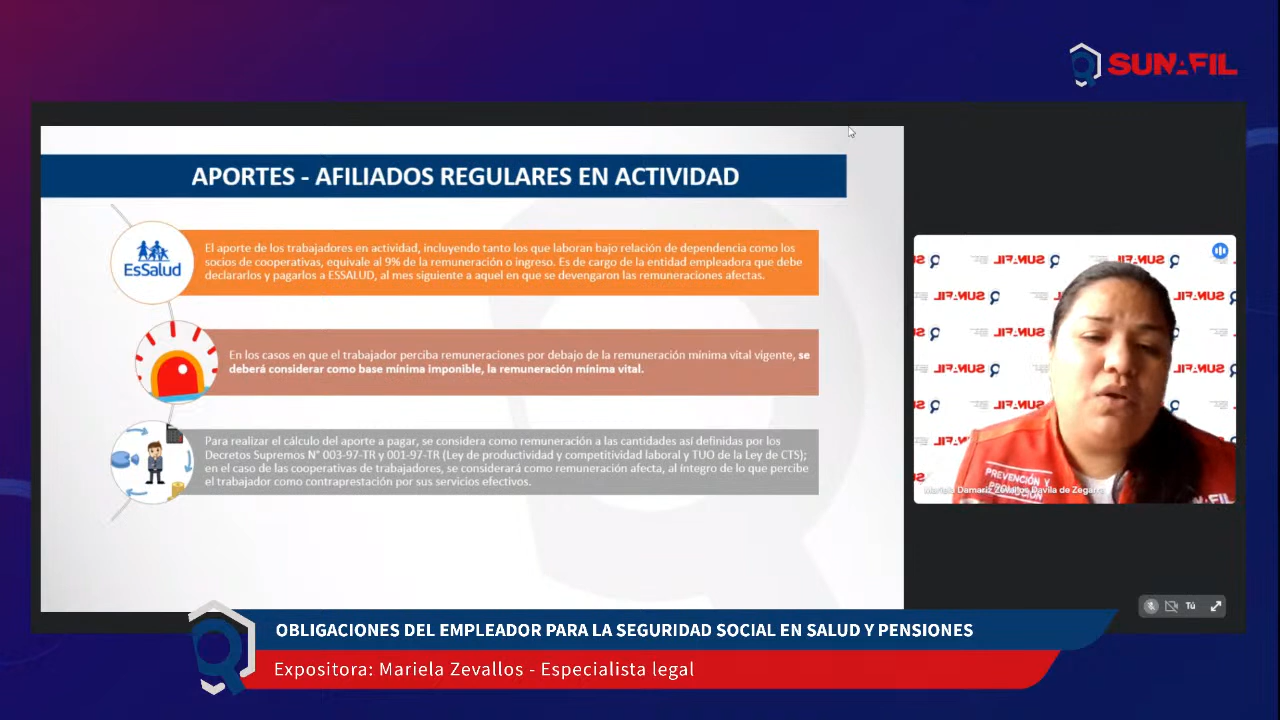 SUNAFIL
APORTES - AFILIADOS REGULARES EN ACTIVIDAD
EsSalud
El aporte de los trabajadores en actividad, incluyendo tanto los que laboran bajo relación de dependencia como los
socios de cooperativas, equivale al 9% de la remuneración o ingreso. Es de cargo de la entidad empleadora que debe
declararlos y pagarlos a ESSALUD, al mes siguiente a aquel en que se devengaron las remuneraciones afectas.
En los casos en que el trabajador perciba remuneraciones por debajo de la remuneración mínima vital vigente, se
deberá considerar como base mínima imponible, la remuneración mínima vital.
Para realizar el cálculo del aporte a pagar, se considera como remuneración a las cantidades así definidas por los
Decretos Supremos N° 003-97-TR y 001-97-TR (Ley de productividad y competitividad laboral y TUO de la Ley de CTS);
en el caso de las cooperativas de trabajadores, se considerará como remuneración afecta, al íntegro de lo que percibe
el trabajador como contraprestación por sus servicios efectivos.
PREVENCIÓN Y
Mariela Damariz Zevallos Davila de Zegarra
Tú
OBLIGACIONES DEL EMPLEADOR PARA LA SEGURIDAD SOCIAL EN SALUD Y PENSIONES
Expositora: Mariela Zevallos - Especialista legal